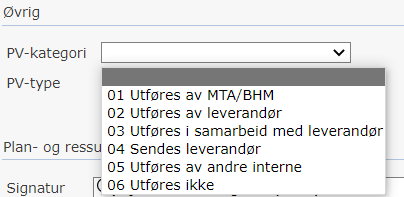 Øvrig
PV-kategori
PV-type
01 Utføres av MTA/BHM
02 Utføres av leverandør
03 Utføres i samarbeid med leverandør
04 Sendes leverandør
05 Utføres av andre interne
06 Utføres ikke
Plan- og ressu
Signatur